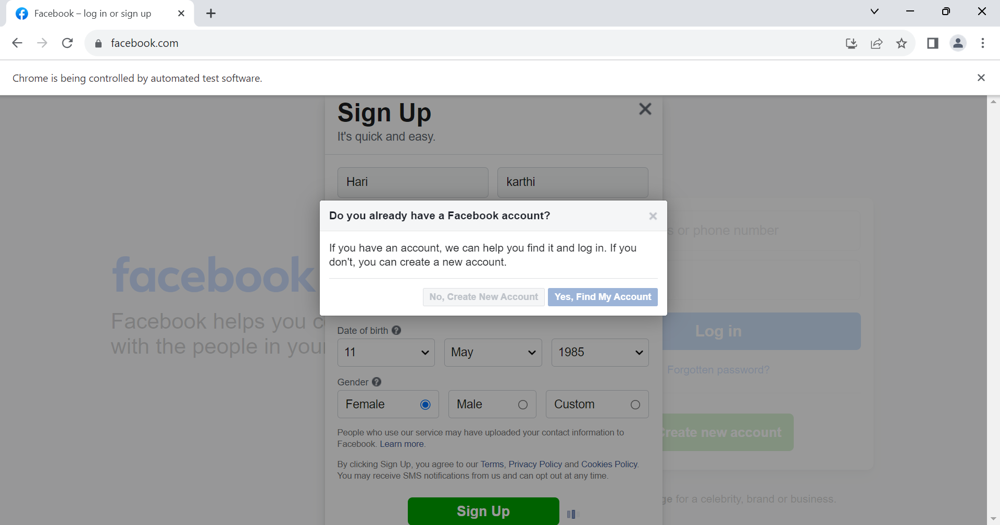 Facebook – log in or sign up
facebook.com
Chrome is being controlled by automated test software.
Sign Up
It's quick and easy.
Hari
karthi
Do you already have a Facebook account?
If you have an account, we can help you find it and log in. If you
don't, you can create a new account.
No, Create New Account
Yes, Find My Account
s or phone number
facebook
Facebook helps you c
with the people in your
Log in
Forgotten password?
Date of birth
11
May
1985
Gender
Female
Male
Custom
People who use our service may have uploaded your contact information to
Facebook. Learn more.
By clicking Sign Up, you agree to our Terms, Privacy Policy and Cookies Policy.
You may receive SMS notifications from us and can opt out at any time.
Create new account
ge for a celebrity, brand or business.
Sign Up